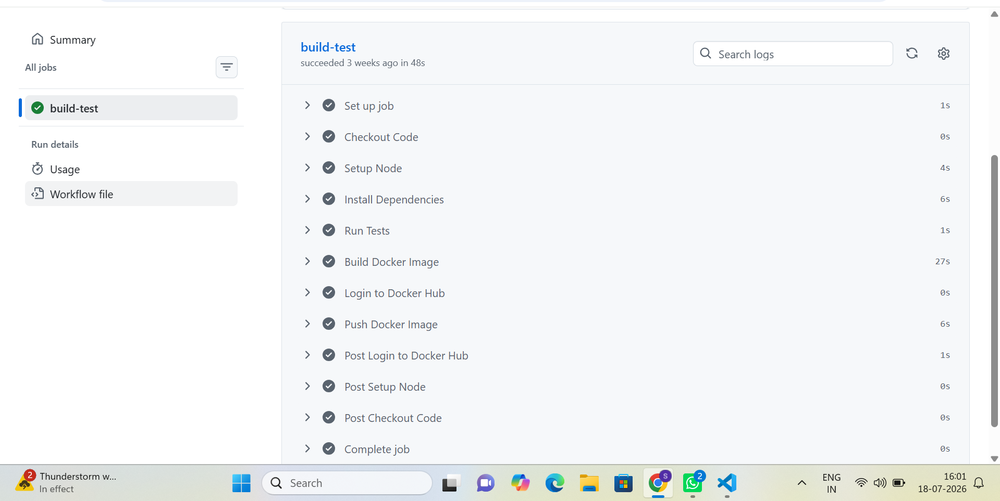 Summary
All jobs
build-test
Run details
Usage
Workflow file
build-test
succeeded 3 weeks ago in 48s
Search logs
Set up job 1s
Checkout Code 0s
Setup Node 4s
Install Dependencies 6s
Run Tests 1s
Build Docker Image 27s
Login to Docker Hub 0s
Push Docker Image 6s
Post Login to Docker Hub 1s
Post Setup Node 0s
Post Checkout Code 0s
Complete job 0s
2
Thunderstorm w...
In effect
Search
S
2
ENG
IN
16:01
18-07-2026